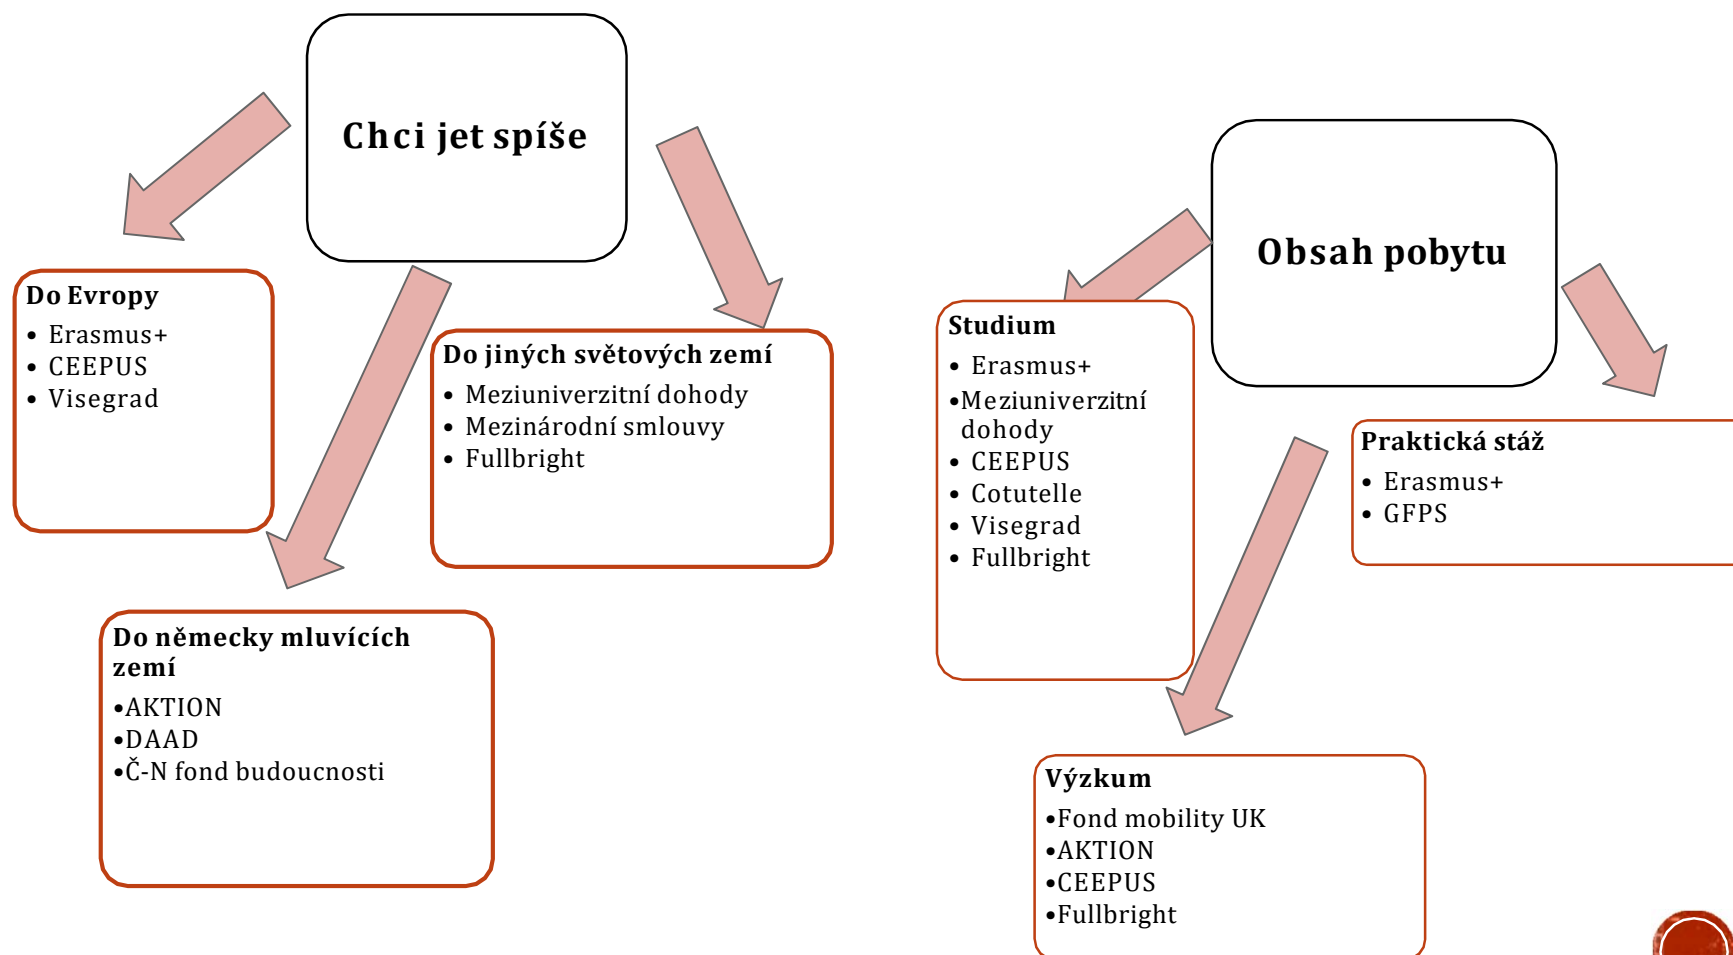 Chci jet spíše
Do Evropy
• Erasmus+
• CEEPUS
• Visegrad
Do jiných světových zemí
• Meziuniverzitní dohody
• Mezinárodní smlouvy
• Fullbright
Do německy mluvících
zemí
•AKTION
•DAAD
•Č-N fond budoucnosti
Obsah pobytu
Studium
• Erasmus+
•Meziuniverzitní
dohody
• CEEPUS
• Cotutelle
• Visegrad
• Fullbright
Praktická stáž
• Erasmus+
• GFPS
Výzkum
•Fond mobility UK
•AKTION
•CEEPUS
•Fullbright